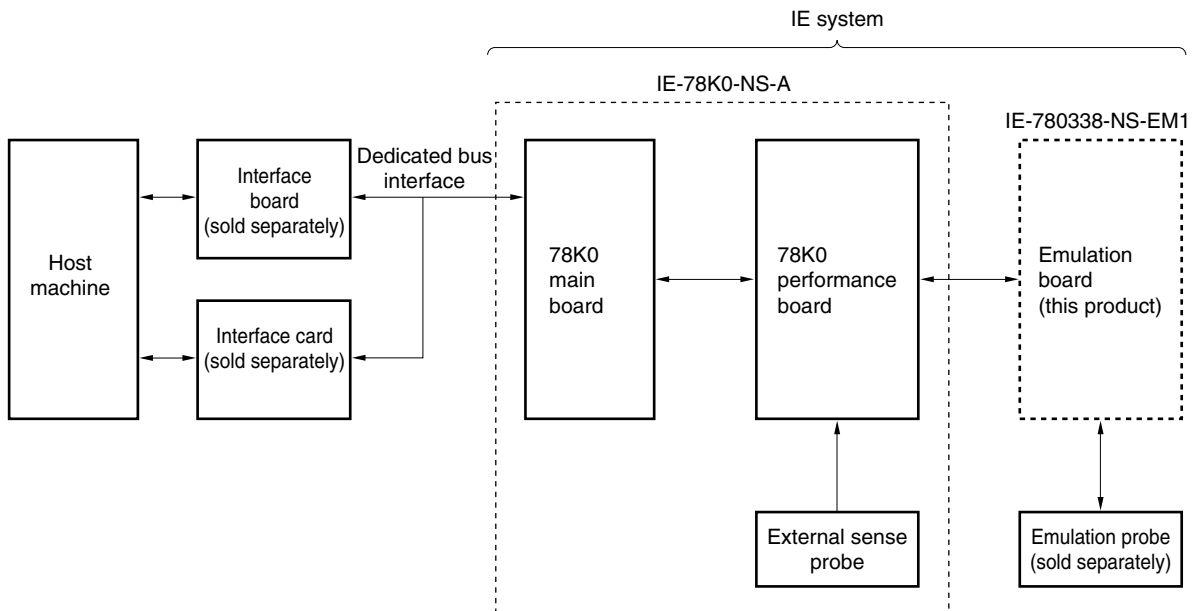 IE system
IE-78K0-NS-A
IE-780338-NS-EM1
Host
machine
Interface
board
(sold separately)
Interface card
(sold separately)
Dedicated bus
interface
78K0
main
board
78K0
performance
board
Emulation
board
(this product)
External sense
probe
Emulation probe
(sold separately)